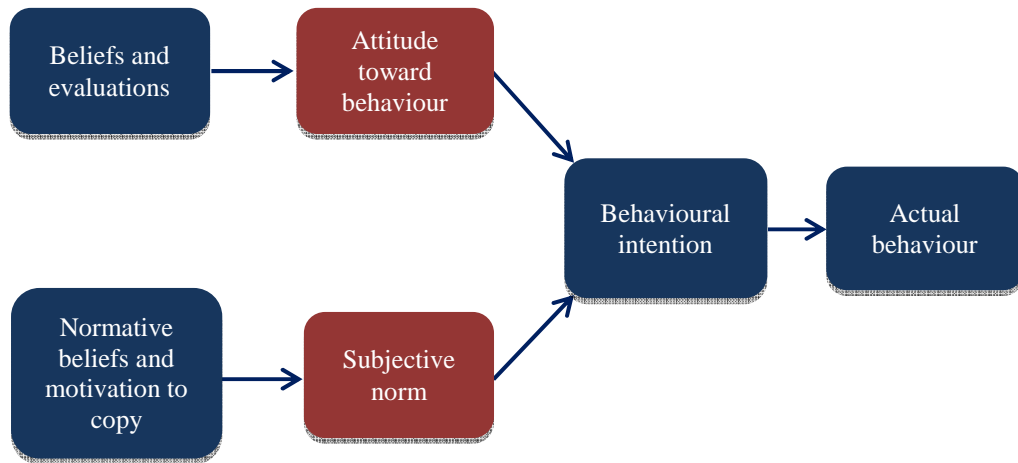 Beliefs and
evaluations
Attitude
toward
behaviour
Behavioural
intention
Actual
behaviour
Normative
beliefs and
motivation to
copy
Subjective
norm